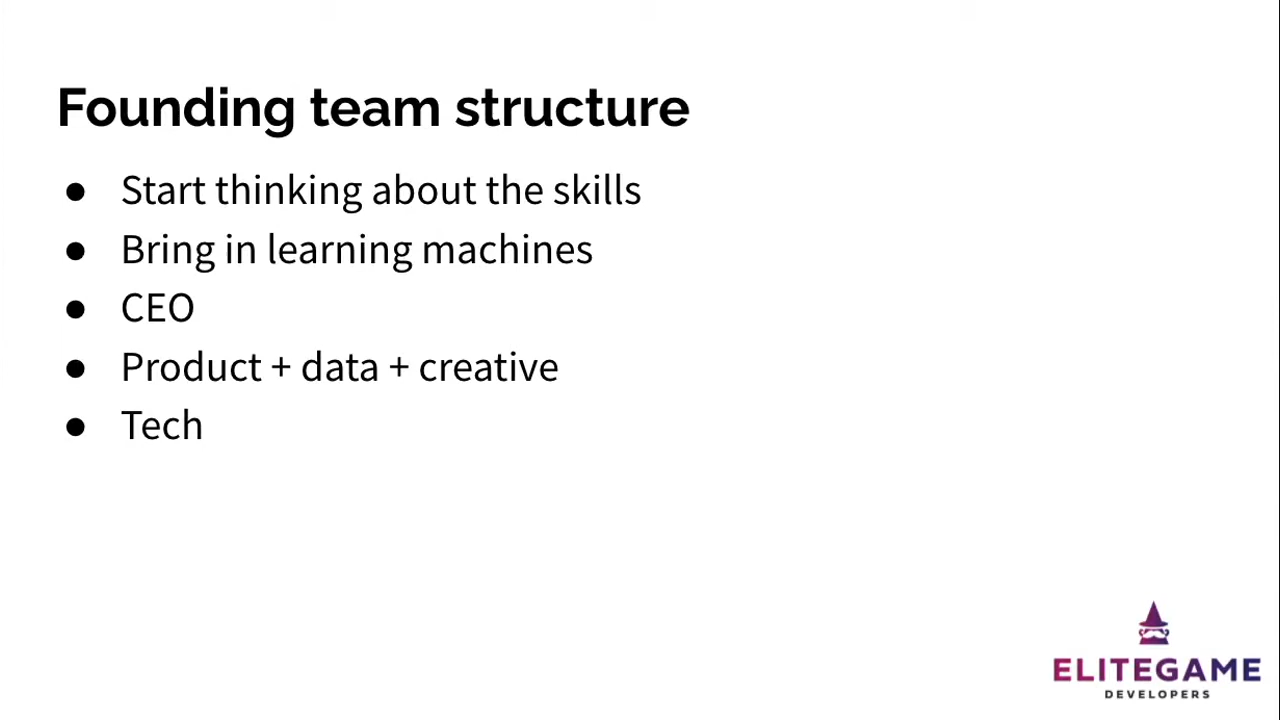 Founding team structure
● Start thinking about the skills
● Bring in learning machines
● CEO
● Product + data + creative
● Tech
ELITEGAME
DEVELOPERS